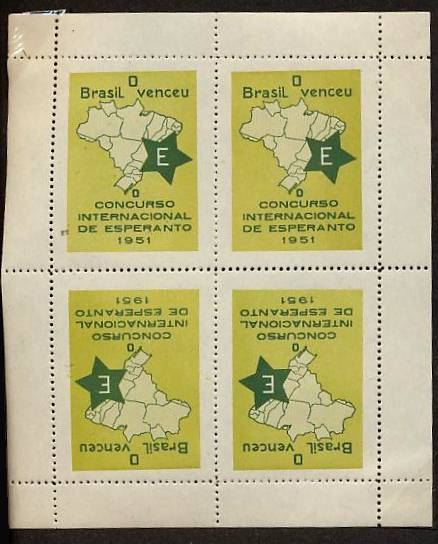 O
Brasil venceu
E
O
CONCURSO
INTERNACIONAL
DE ESPERANTO
1951
O
Brasil venceu
E
O
CONCURSO
INTERNACIONAL
DE ESPERANTO
1951
O
Brasil venceu
E
O
CONCURSO
INTERNACIONAL
DE ESPERANTO
1951
O
Brasil venceu
E
O
CONCURSO
INTERNACIONAL
DE ESPERANTO
1951